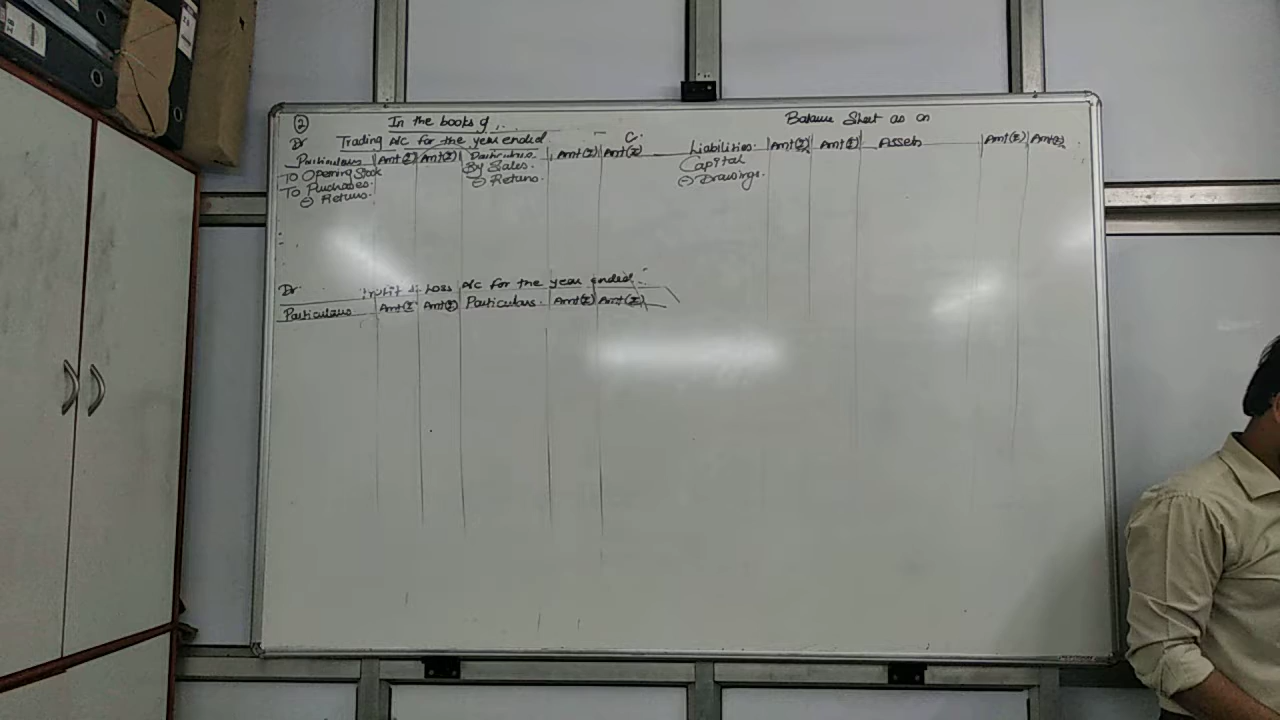 ② In the books of ..
Dr Trading A/c for the year ended Cr.
Particulars Amt(₹) Amt(₹) Particulars. Amt(₹) Amt(₹)
To Opening Stock By Sales.
To Purchases. ⊖ Return.
⊖ Return.
Dr Profit & Loss A/c for the year ended.
Particulars Amt(₹) Amt(₹) Particulars. Amt(₹) Amt(₹)
Balance Sheet as on
Liabilities. Amt(₹) Amt(₹) Assets Amt(₹) Amt(₹)
Capital
⊖ Drawings.